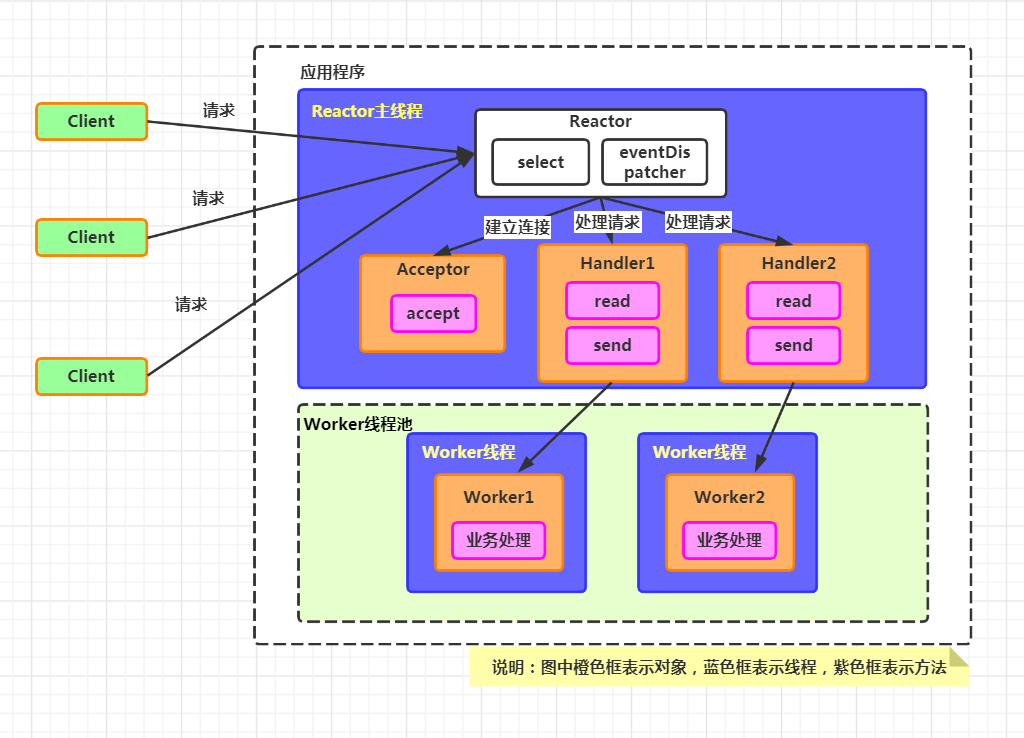 应用程序
Reactor主线程
Client
请求
Reactor
select
eventDis
patcher
请求
Client
建立连接
处理请求
处理请求
Acceptor
accept
Handler1
read
send
Handler2
read
send
请求
Client
Worker线程池
Worker线程
Worker1
业务处理
Worker线程
Worker2
业务处理
说明：图中橙色框表示对象，蓝色框表示线程，紫色框表示方法